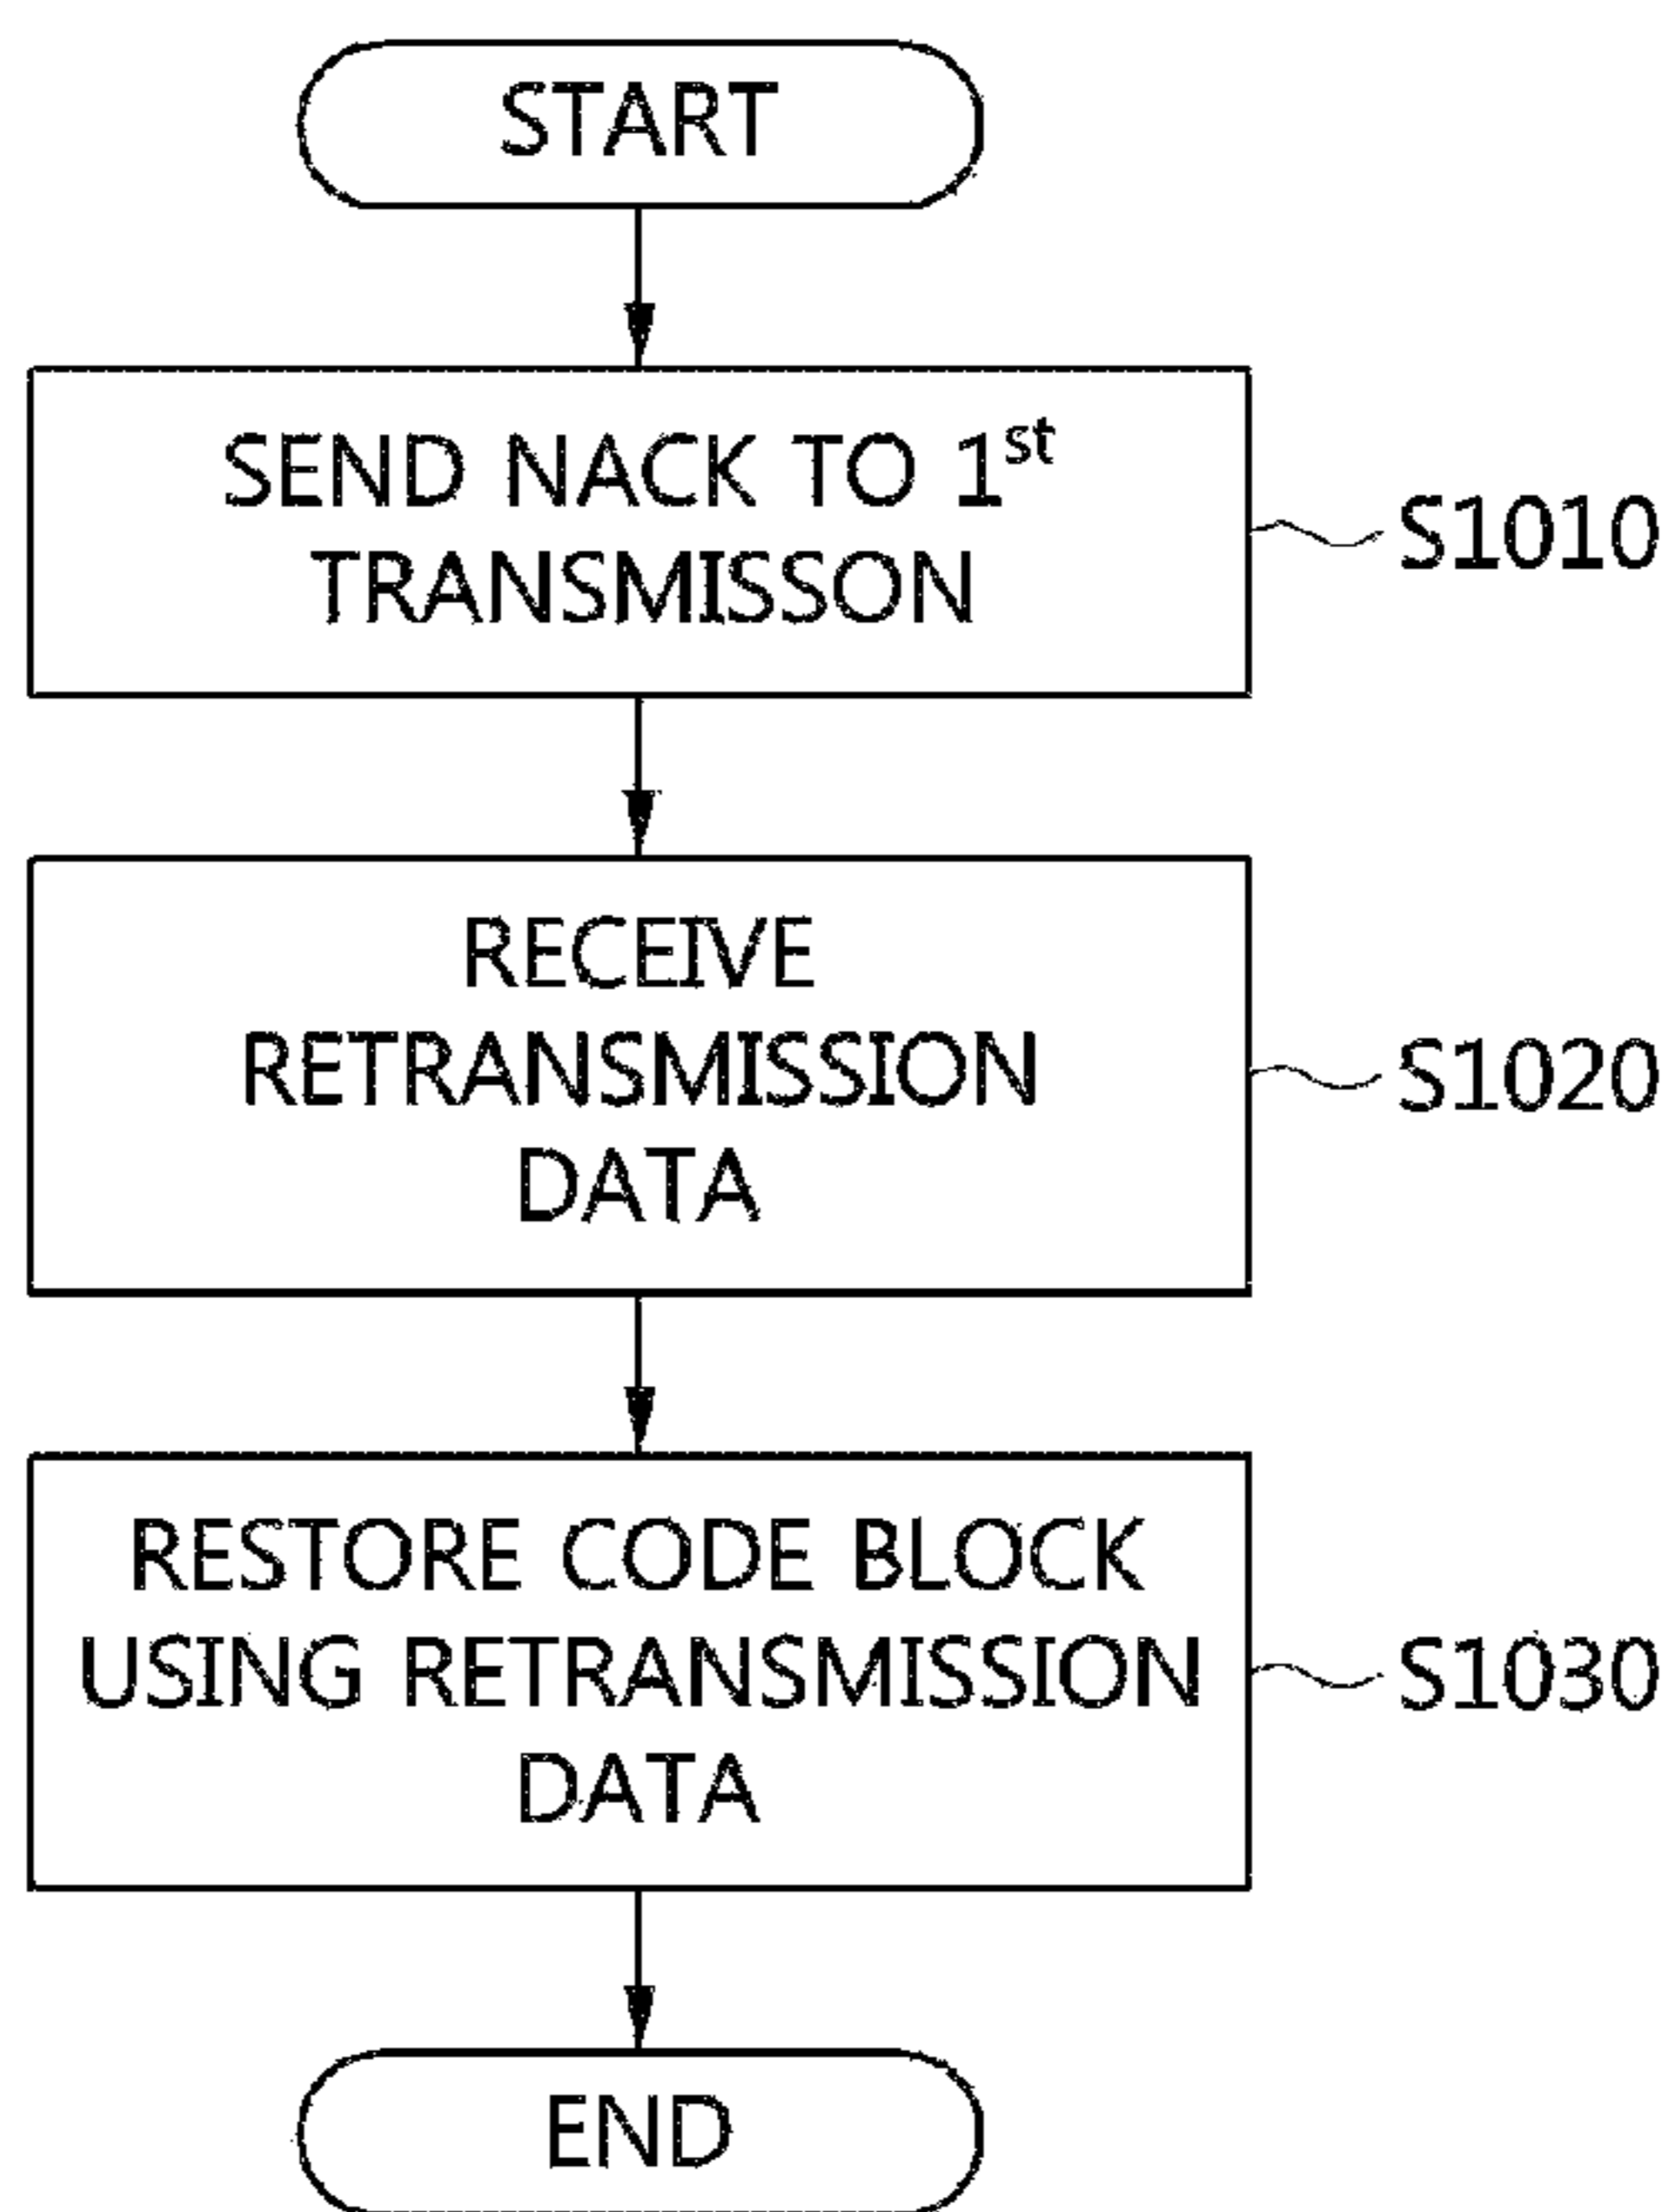 START
SEND NACK TO 1st
TRANSMISSON
S1010
RECEIVE
RETRANSMISSION
DATA
S1020
RESTORE CODE BLOCK
USING RETRANSMISSION
DATA
S1030
END